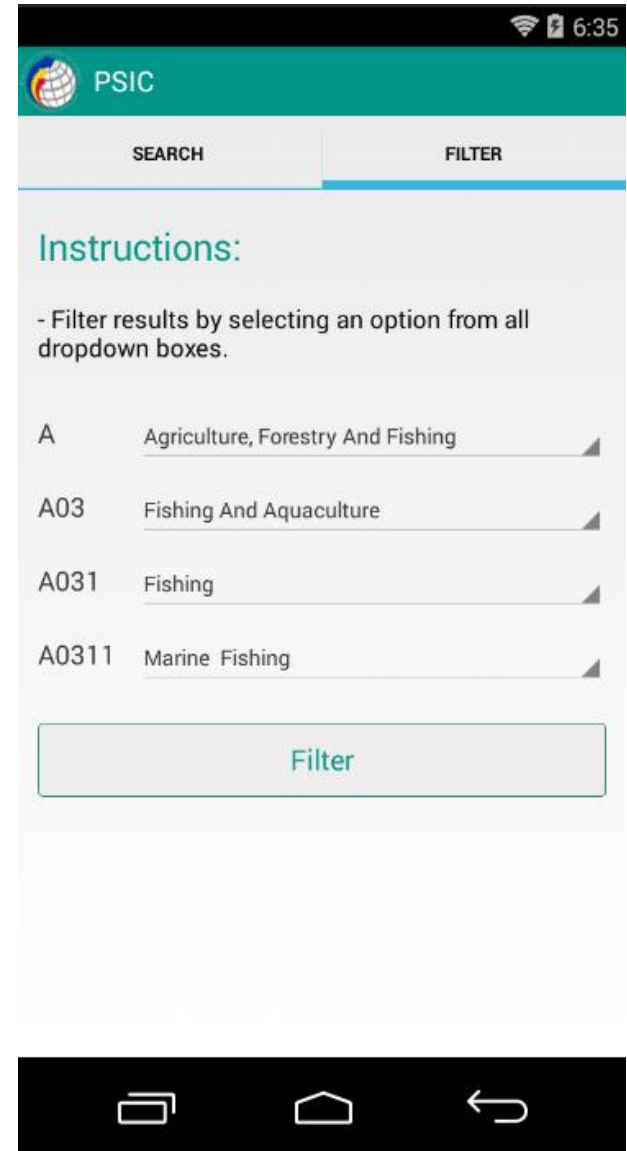 6:35
PSIC
SEARCH FILTER
Instructions:
- Filter results by selecting an option from all
dropdown boxes.
A Agriculture, Forestry And Fishing
A03 Fishing And Aquaculture
A031 Fishing
A0311 Marine  Fishing
Filter